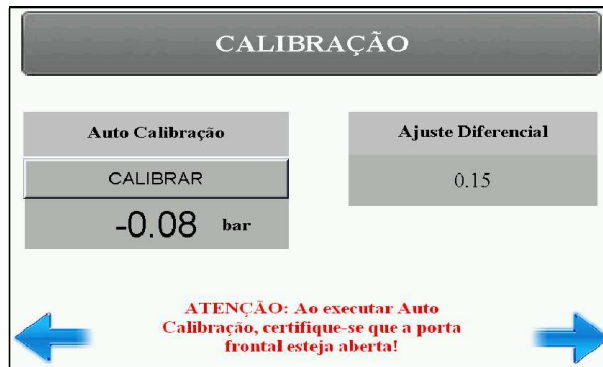 CALIBRAÇÃO
Auto Calibração
CALIBRAR
-0.08 bar
Ajuste Diferencial
0.15
ATENÇÃO: Ao executar Auto
Calibração, certifique-se que a porta
frontal esteja aberta!